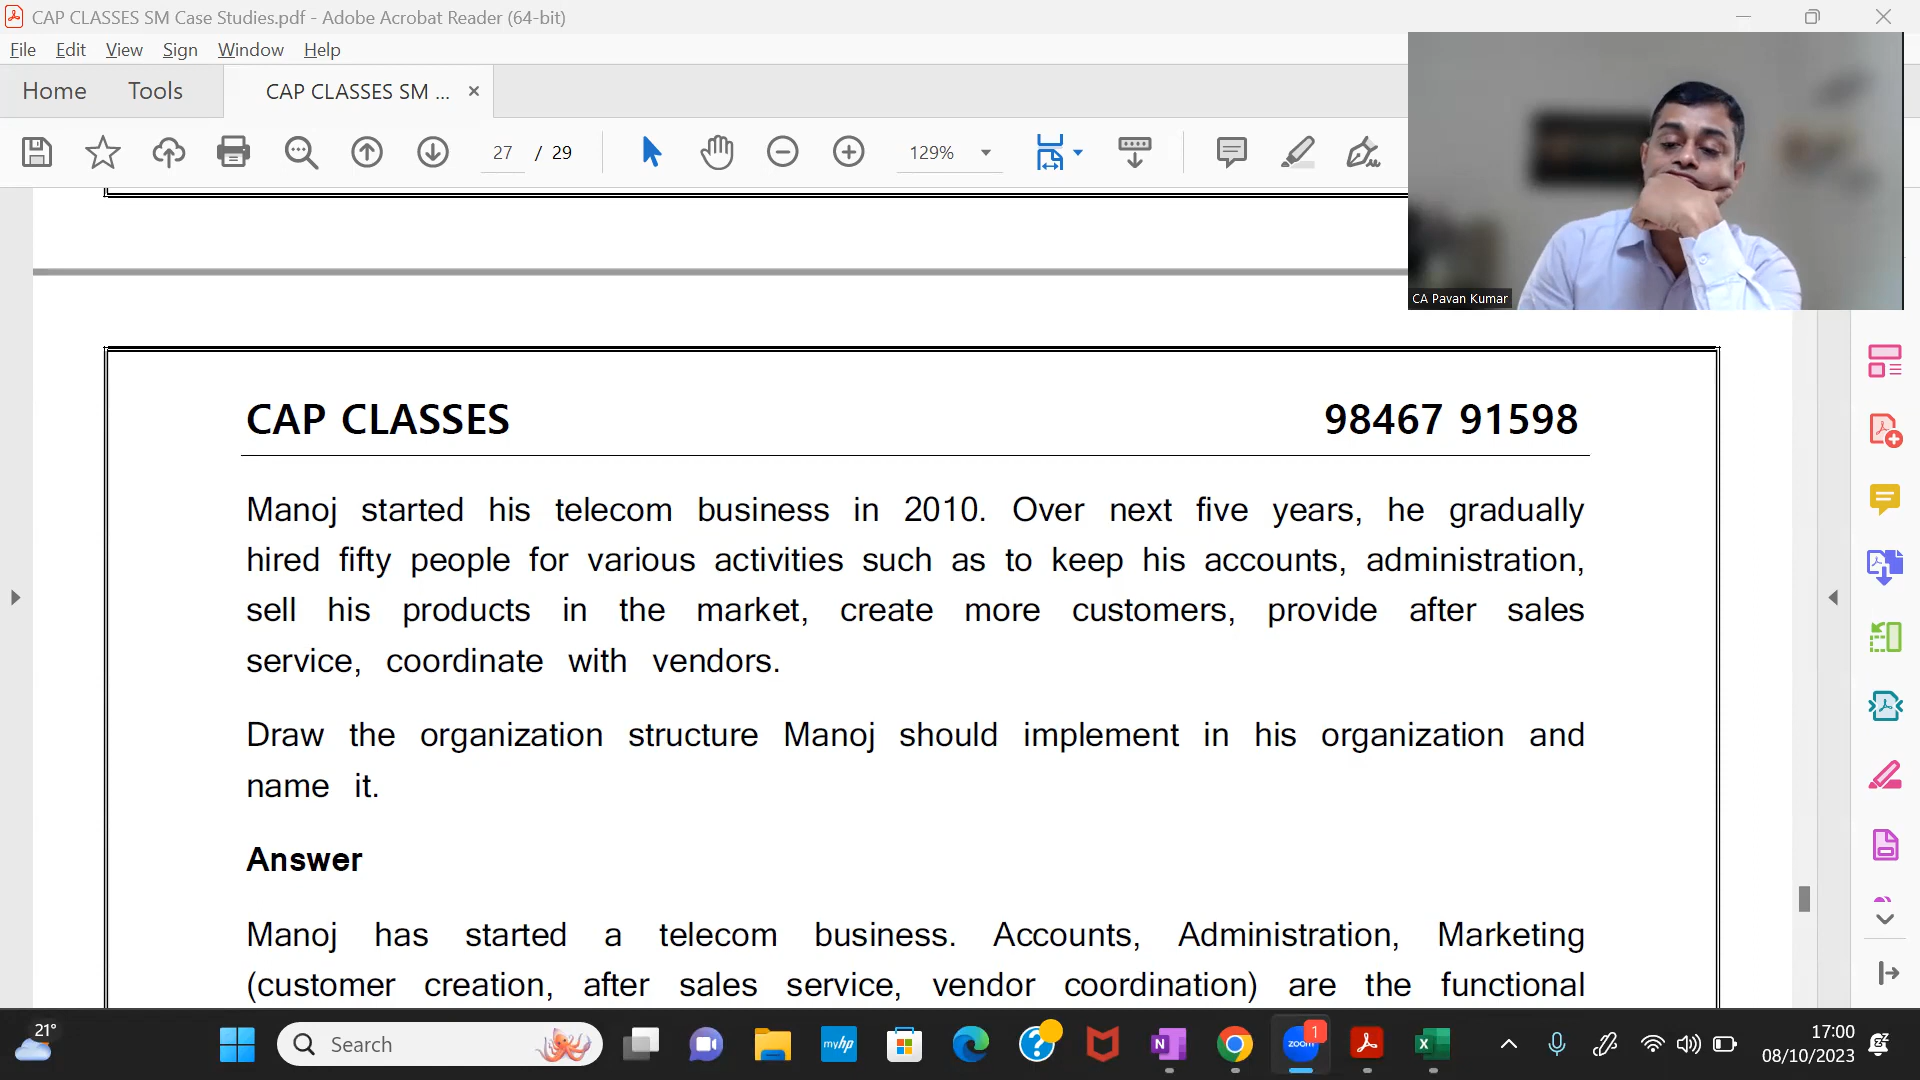 CAP CLASSES SM Case Studies.pdf - Adobe Acrobat Reader (64-bit)
File Edit View Sign Window Help
Home Tools CAP CLASSES SM ... ×
27 / 29 129%
CA Pavan Kumar
CAP CLASSES 98467 91598
Manoj started his telecom business in 2010. Over next five years, he gradually
hired fifty people for various activities such as to keep his accounts, administration,
sell his products in the market, create more customers, provide after sales
service, coordinate with vendors.
Draw the organization structure Manoj should implement in his organization and
name it.
Answer
Manoj has started a telecom business. Accounts, Administration, Marketing
(customer creation, after sales service, vendor coordination) are the functional
21°
Search
myhp
N
zoom
1
X
17:00
08/10/2023